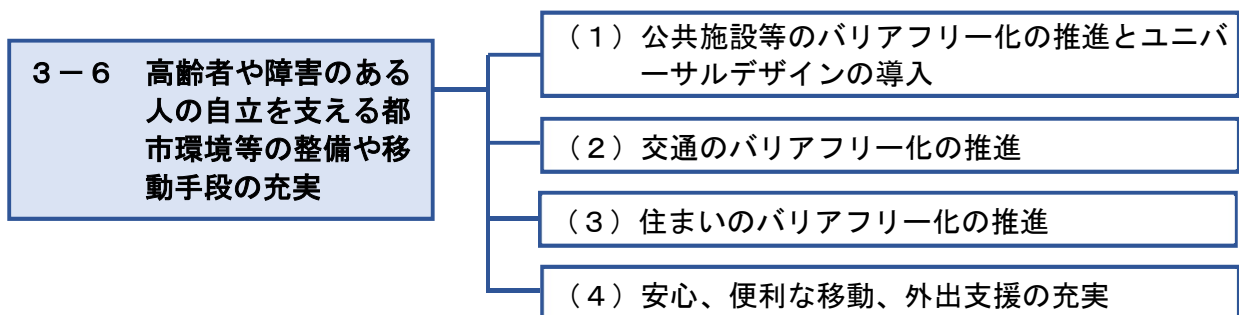 3-6 高齢者や障害のある
人の自立を支える都
市環境等の整備や移
動手段の充実
(1)公共施設等のバリアフリー化の推進とユニバ
ーサルデザインの導入
(2)交通のバリアフリー化の推進
(3)住まいのバリアフリー化の推進
(4)安心、便利な移動、外出支援の充実